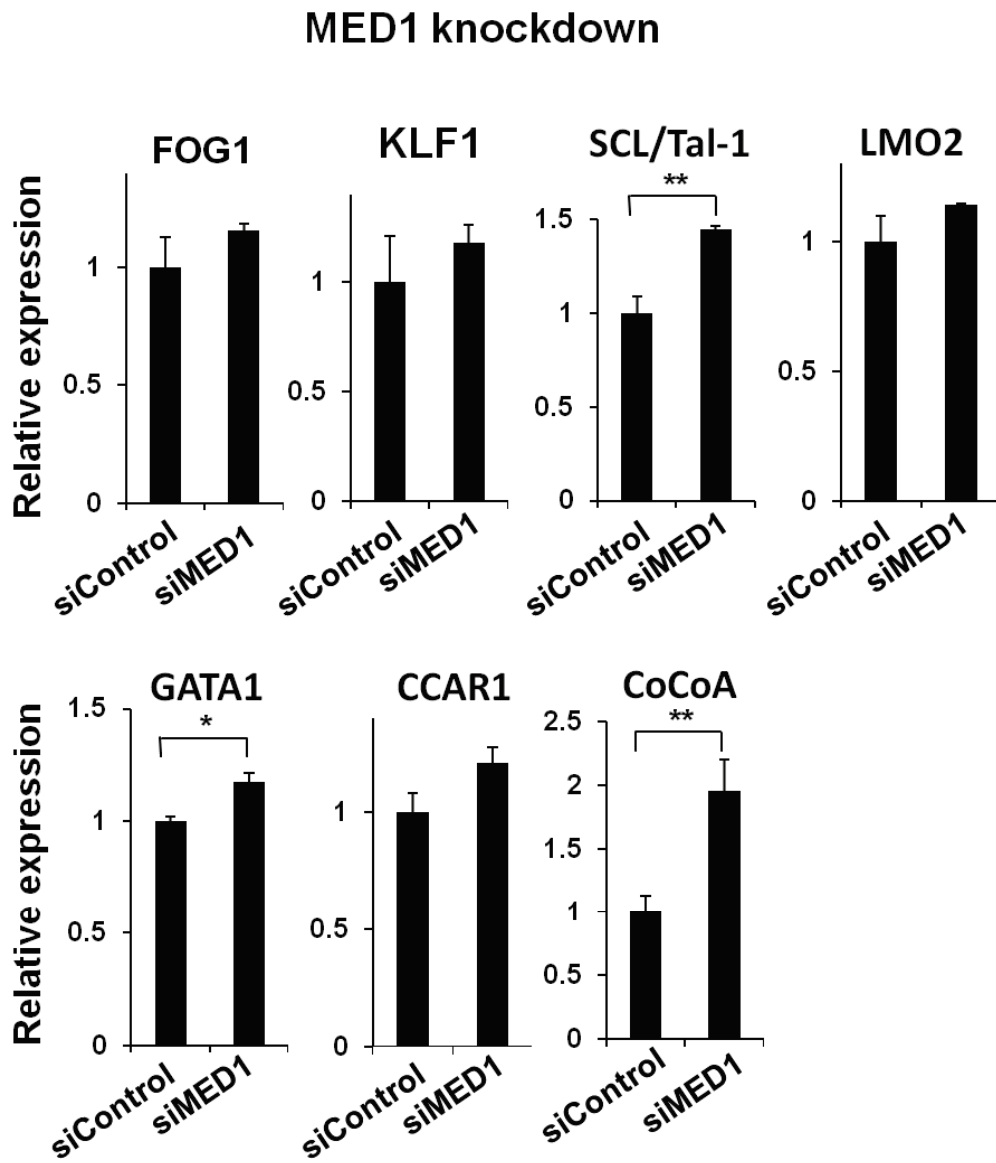 MED1 knockdown
FOG1
KLF1
SCL/Tal-1
LMO2
Relative expression
1
0.5
0
siControl
siMED1
1
0.5
0
siControl
siMED1
**
1.5
1
0.5
0
siControl
siMED1
1
0.5
0
siControl
siMED1
GATA1
CCAR1
CoCoA
Relative expression
*
1.5
1
0.5
0
siControl
siMED1
1
0.5
0
siControl
siMED1
**
2.5
2
1.5
1
0.5
0
siControl
siMED1